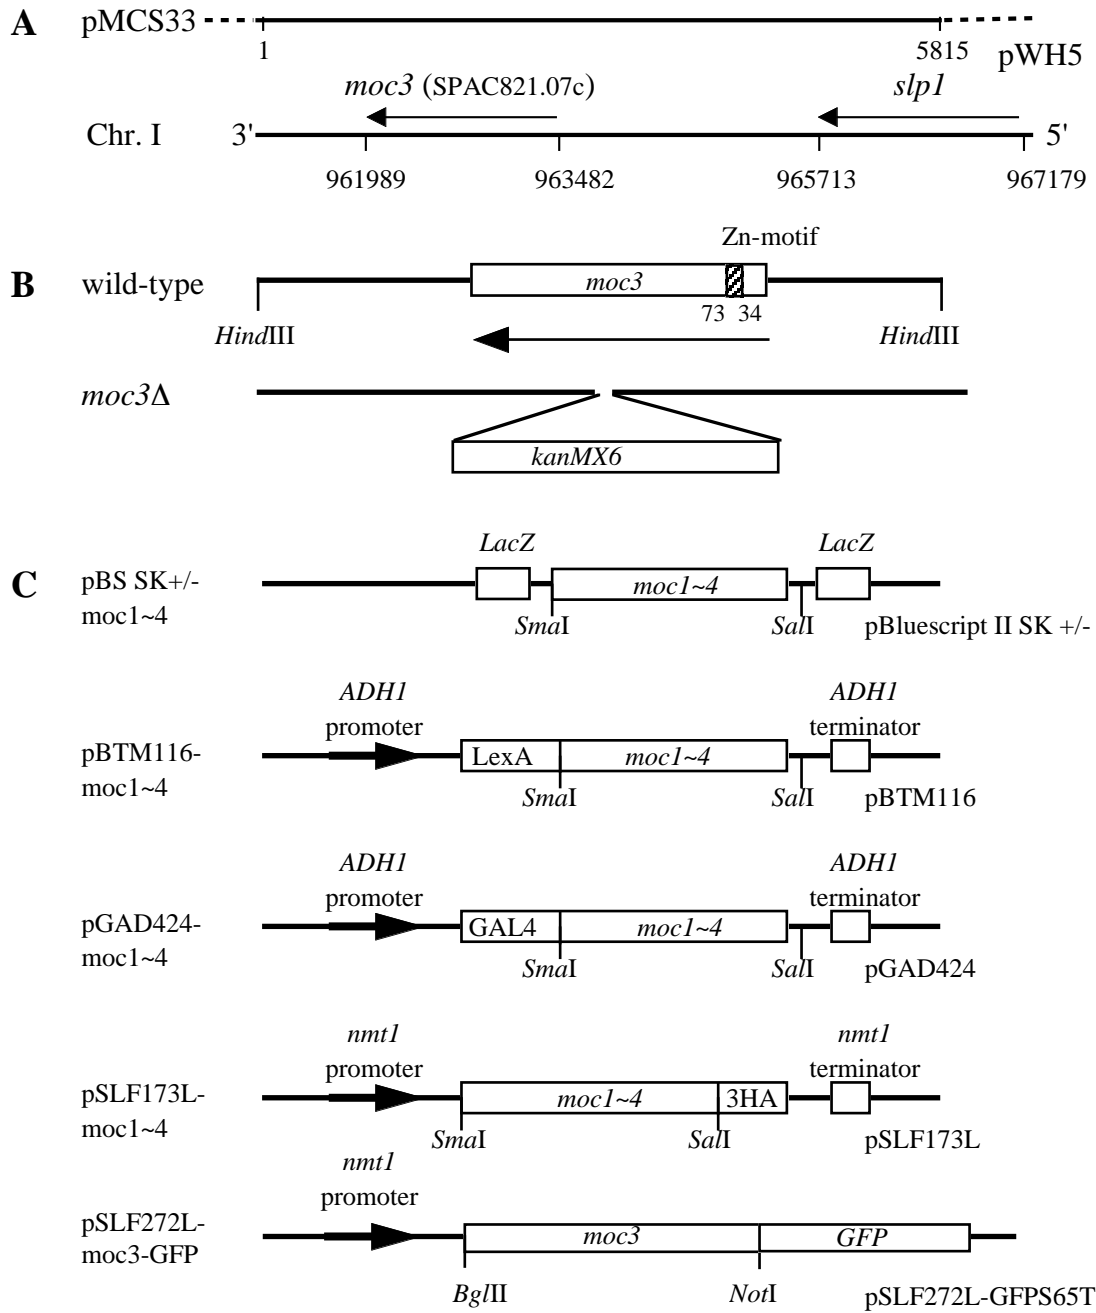 A
pMCS33
1
5815
pWH5
moc3 (SPAC821.07c)
slp1
Chr. I
3'
5'
961989
963482
965713
967179
B
Zn-motif
wild-type
moc3
73
34
HindIII
HindIII
moc3Δ
kanMX6
C
LacZ
LacZ
pBS SK+/-
moc1~4
moc1~4
SmaI
SalI
pBluescript II SK +/-
ADH1
promoter
ADH1
terminator
pBTM116-
moc1~4
LexA
moc1~4
SmaI
SalI
pBTM116
ADH1
promoter
ADH1
terminator
pGAD424-
moc1~4
GAL4
moc1~4
SmaI
SalI
pGAD424
nmt1
promoter
nmt1
terminator
pSLF173L-
moc1~4
moc1~4
3HA
SmaI
SalI
pSLF173L
nmt1
promoter
pSLF272L-
moc3-GFP
moc3
GFP
BglII
NotI
pSLF272L-GFPS65T